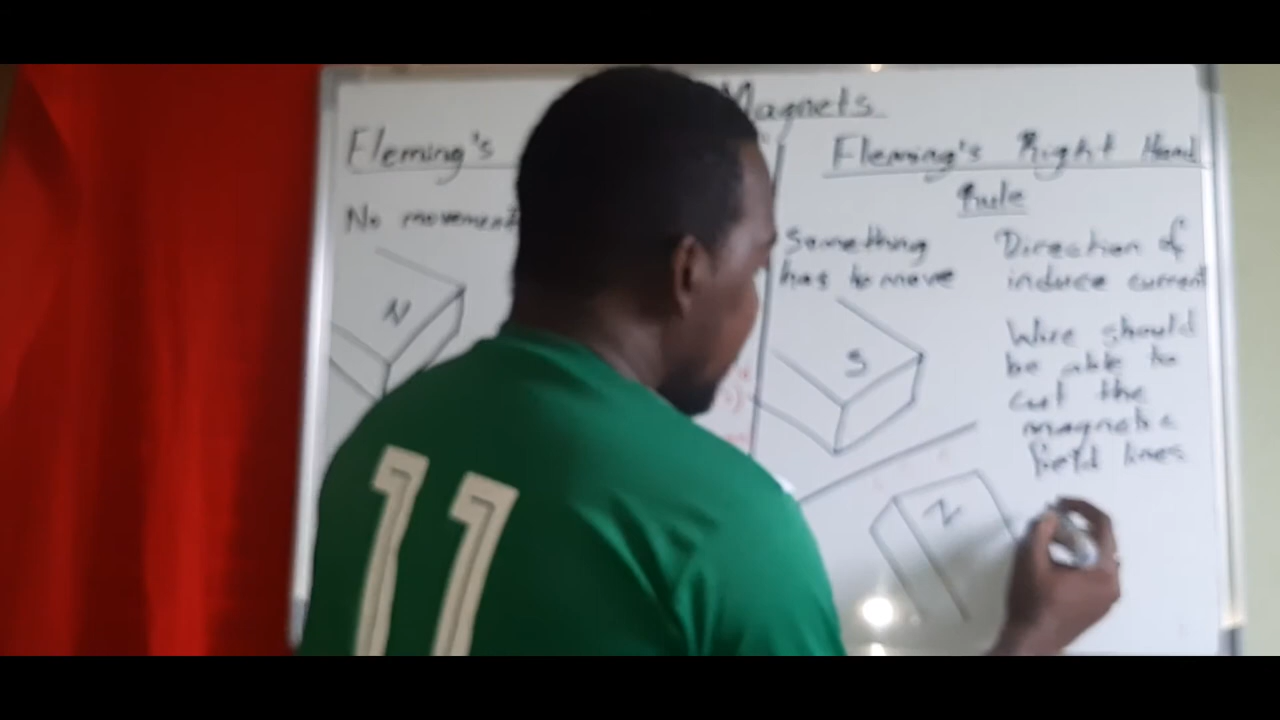 Magnets
Fleming's
No movement
N
Fleming's Right Hand
Rule
Something
has to move
S
N
Direction of
induce current
Wire should
be able to
cut the
magnetic
field lines
11